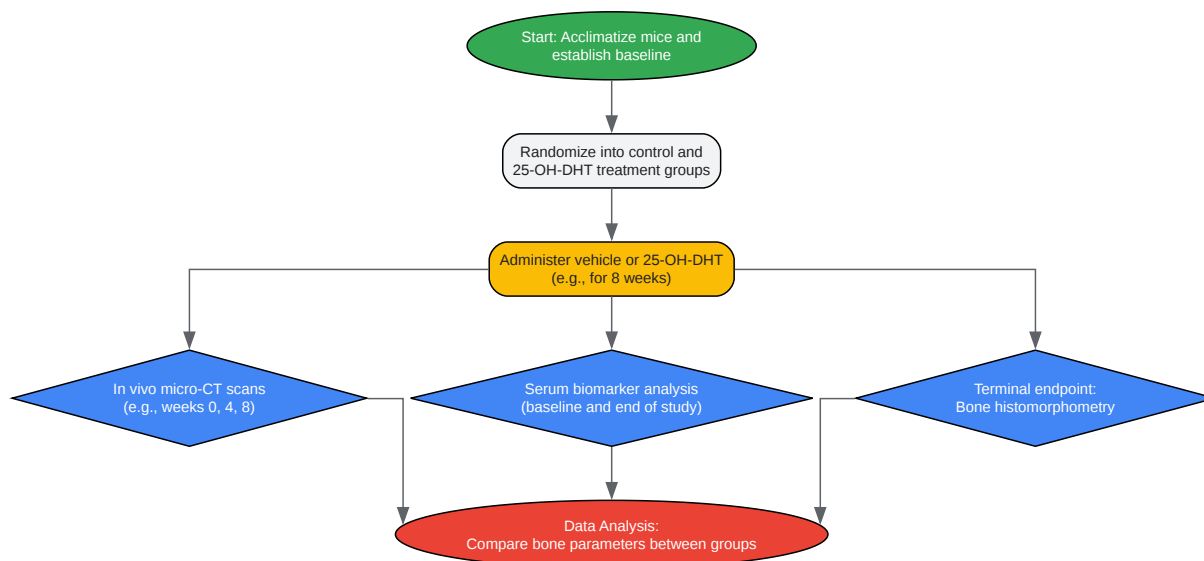 Start: Acclimatize mice and
establish baseline
Randomize into control and
25-OH-DHT treatment groups
Administer vehicle or 25-OH-DHT
(e.g., for 8 weeks)
In vivo micro-CT scans
(e.g., weeks 0, 4, 8)
Serum biomarker analysis
(baseline and end of study)
Terminal endpoint:
Bone histomorphometry
Data Analysis:
Compare bone parameters between groups